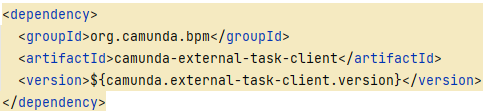 <dependency>
  <groupId>org.camunda.bpm</groupId>
  <artifactId>camunda-external-task-client</artifactId>
  <version>${camunda.external-task-client.version}</version>
</dependency>